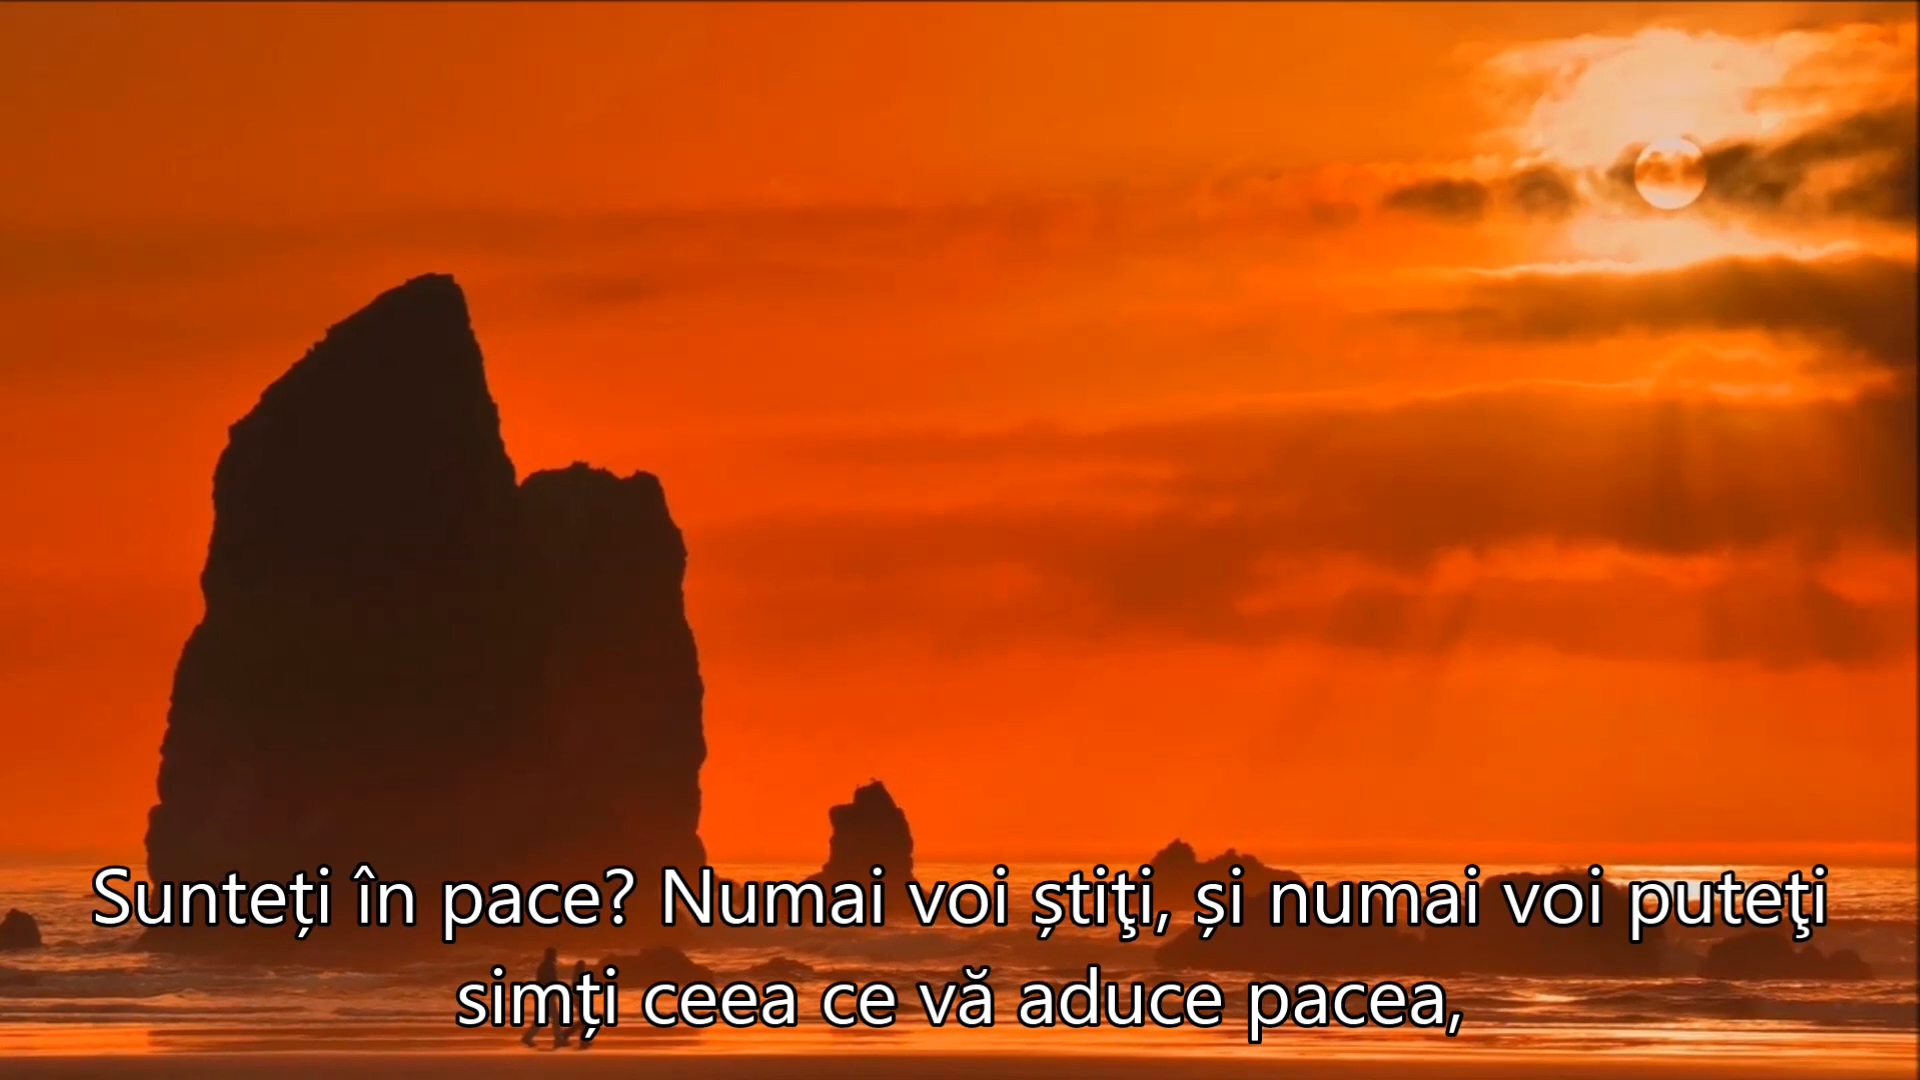 Sunteți în pace? Numai voi știţi, și numai voi puteţi
simți ceea ce vă aduce pacea,